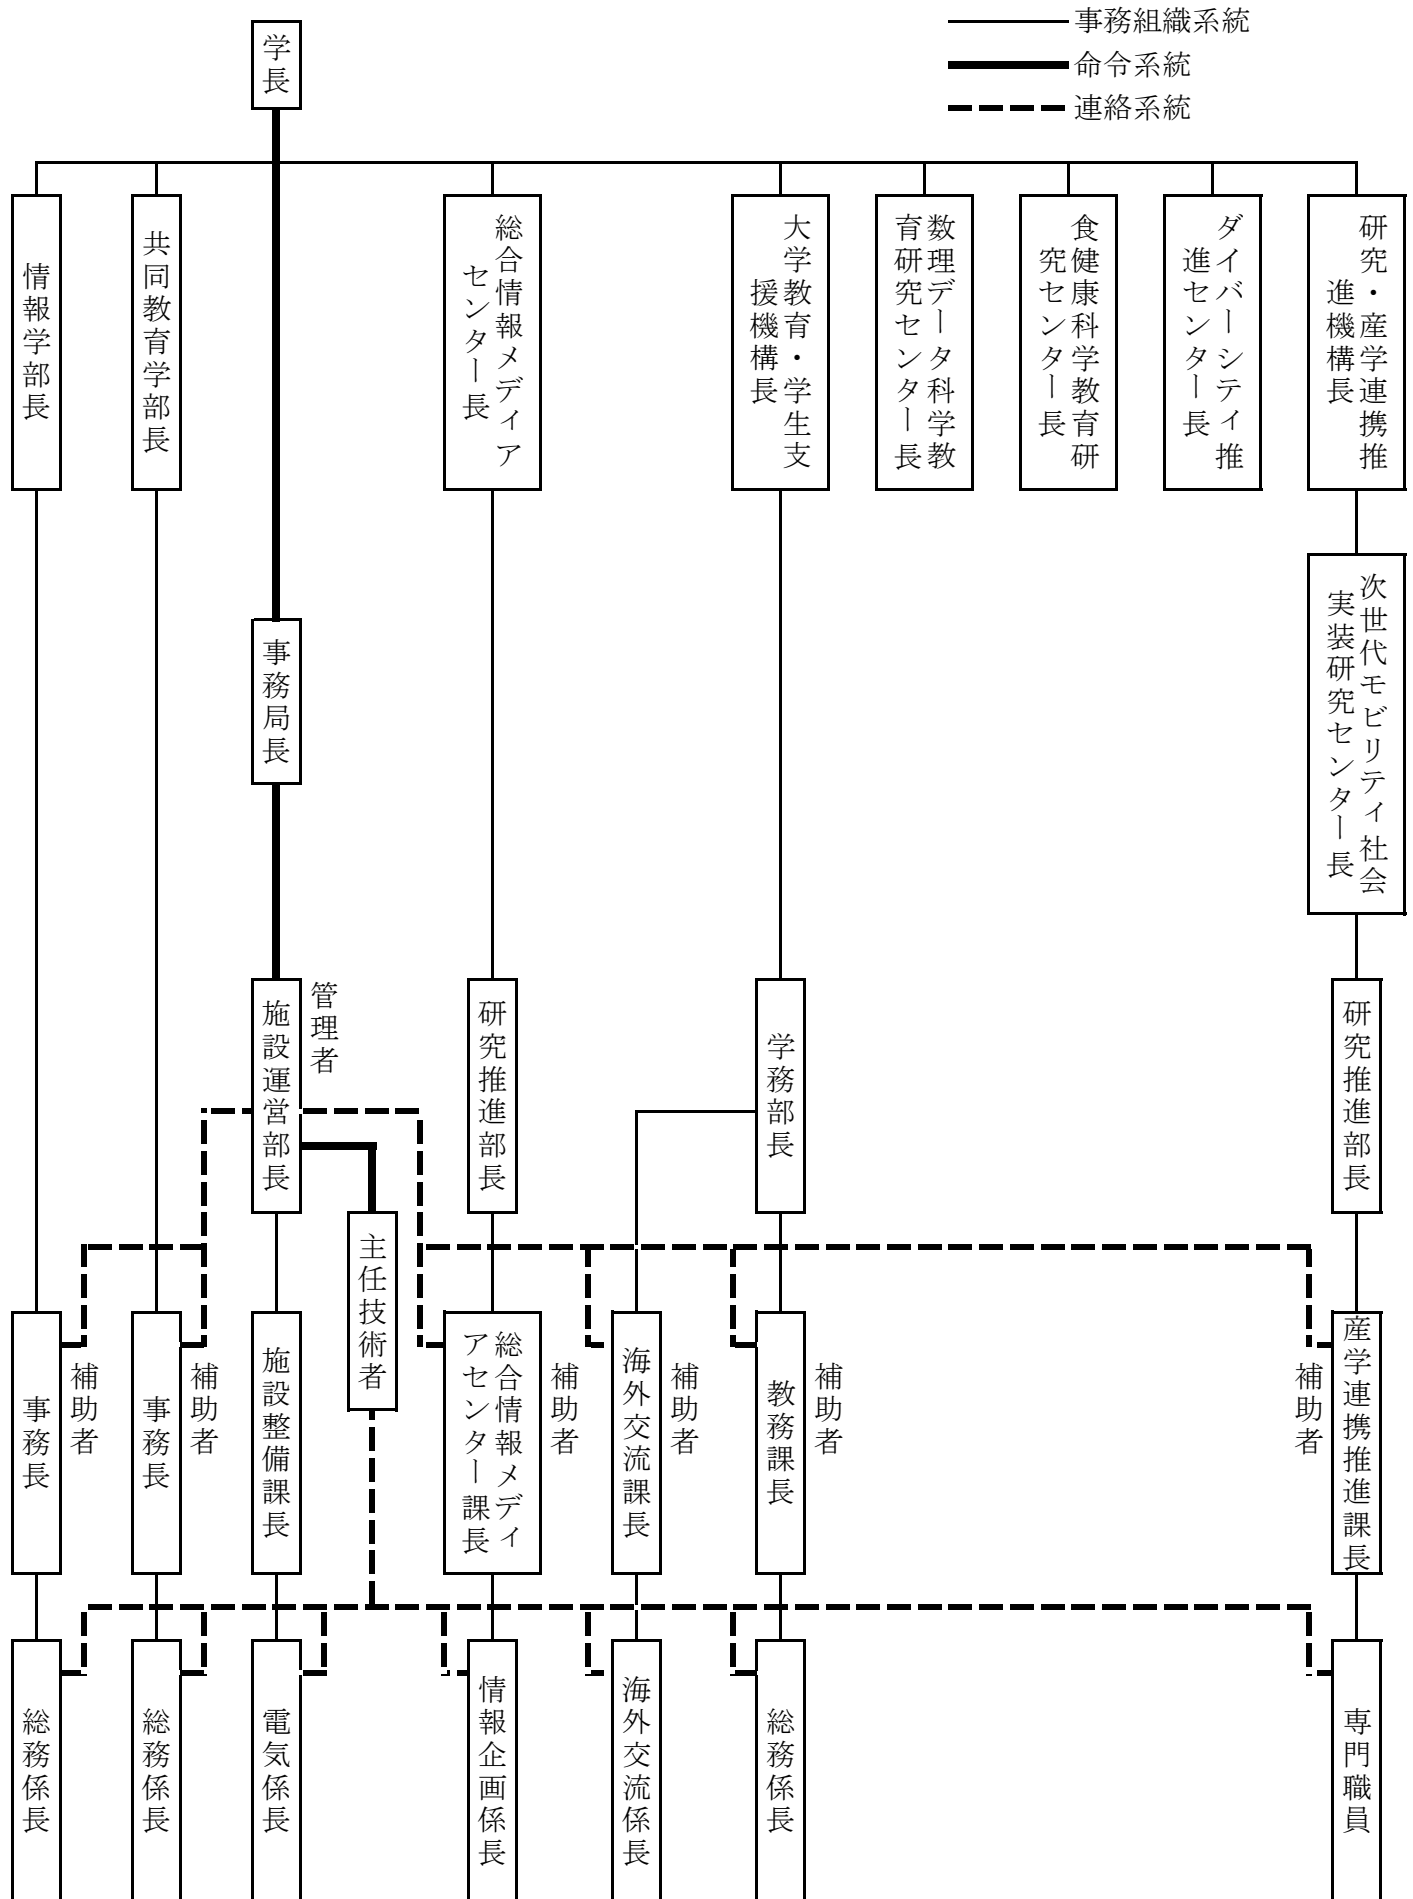 事務組織系統
命令系統
連絡系統
学長
情報学部長
共同教育学部長
総合情報メディア
センター長
大学教育・学生支
援機構長
数理データ科学教
育研究センター長
食健康科学教育研
究センター長
ダイバーシティ推
進センター長
研究・産学連携推
進機構長
次世代モビリティ社会
実装研究センター長
事務局長
施設運営部長
管理者
研究推進部長
学務部長
研究推進部長
主任技術者
事務長
補助者
事務長
補助者
施設整備課長
総合情報メディ
アセンター課長
補助者
海外交流課長
補助者
教務課長
補助者
補助者
産学連携推進課長
総務係長
総務係長
電気係長
情報企画係長
海外交流係長
総務係長
専門職員